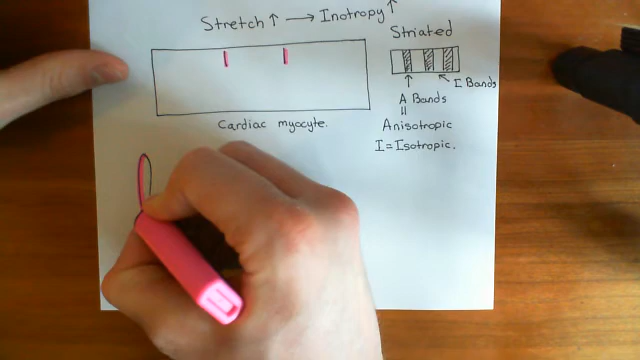 Stretch ↑ → Inotropy ↑
Striated
I Bands
A Bands
=
Anisotropic
I = Isotropic.
Cardiac myocyte.